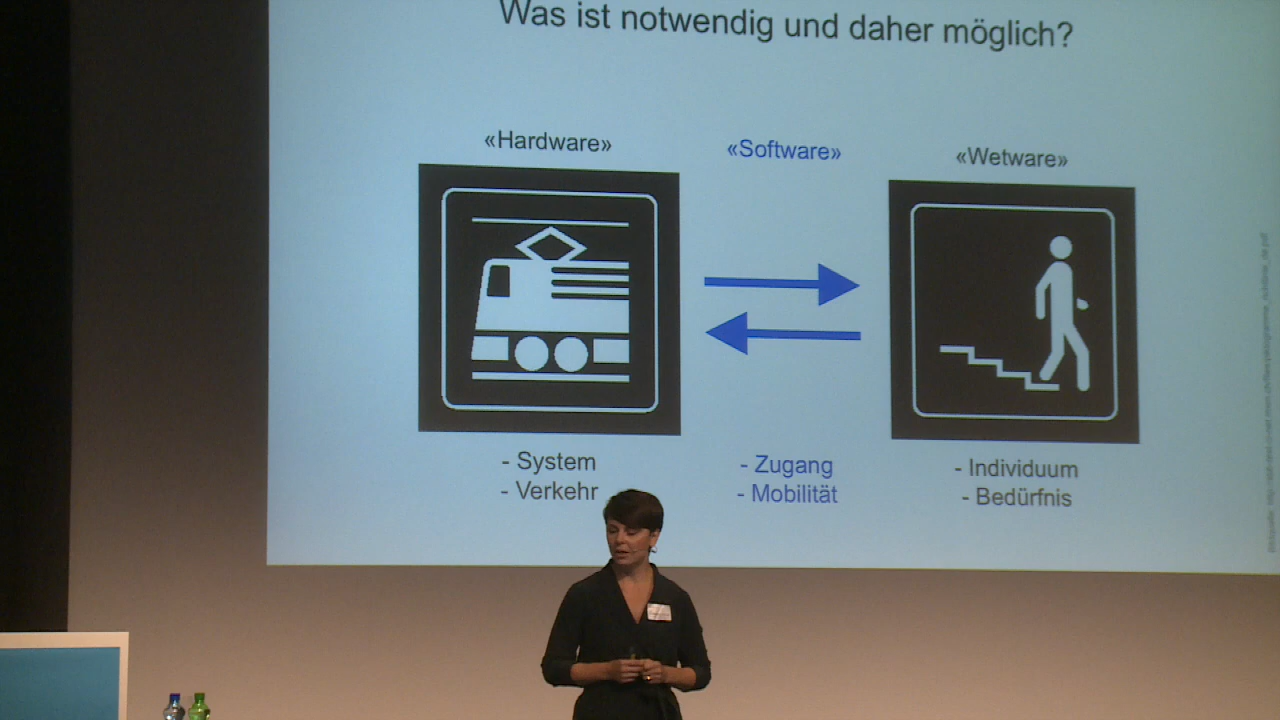 Was ist notwendig und daher möglich?
«Hardware»
«Software»
«Wetware»
- System
- Verkehr
- Zugang
- Mobilität
- Individuum
- Bedürfnis